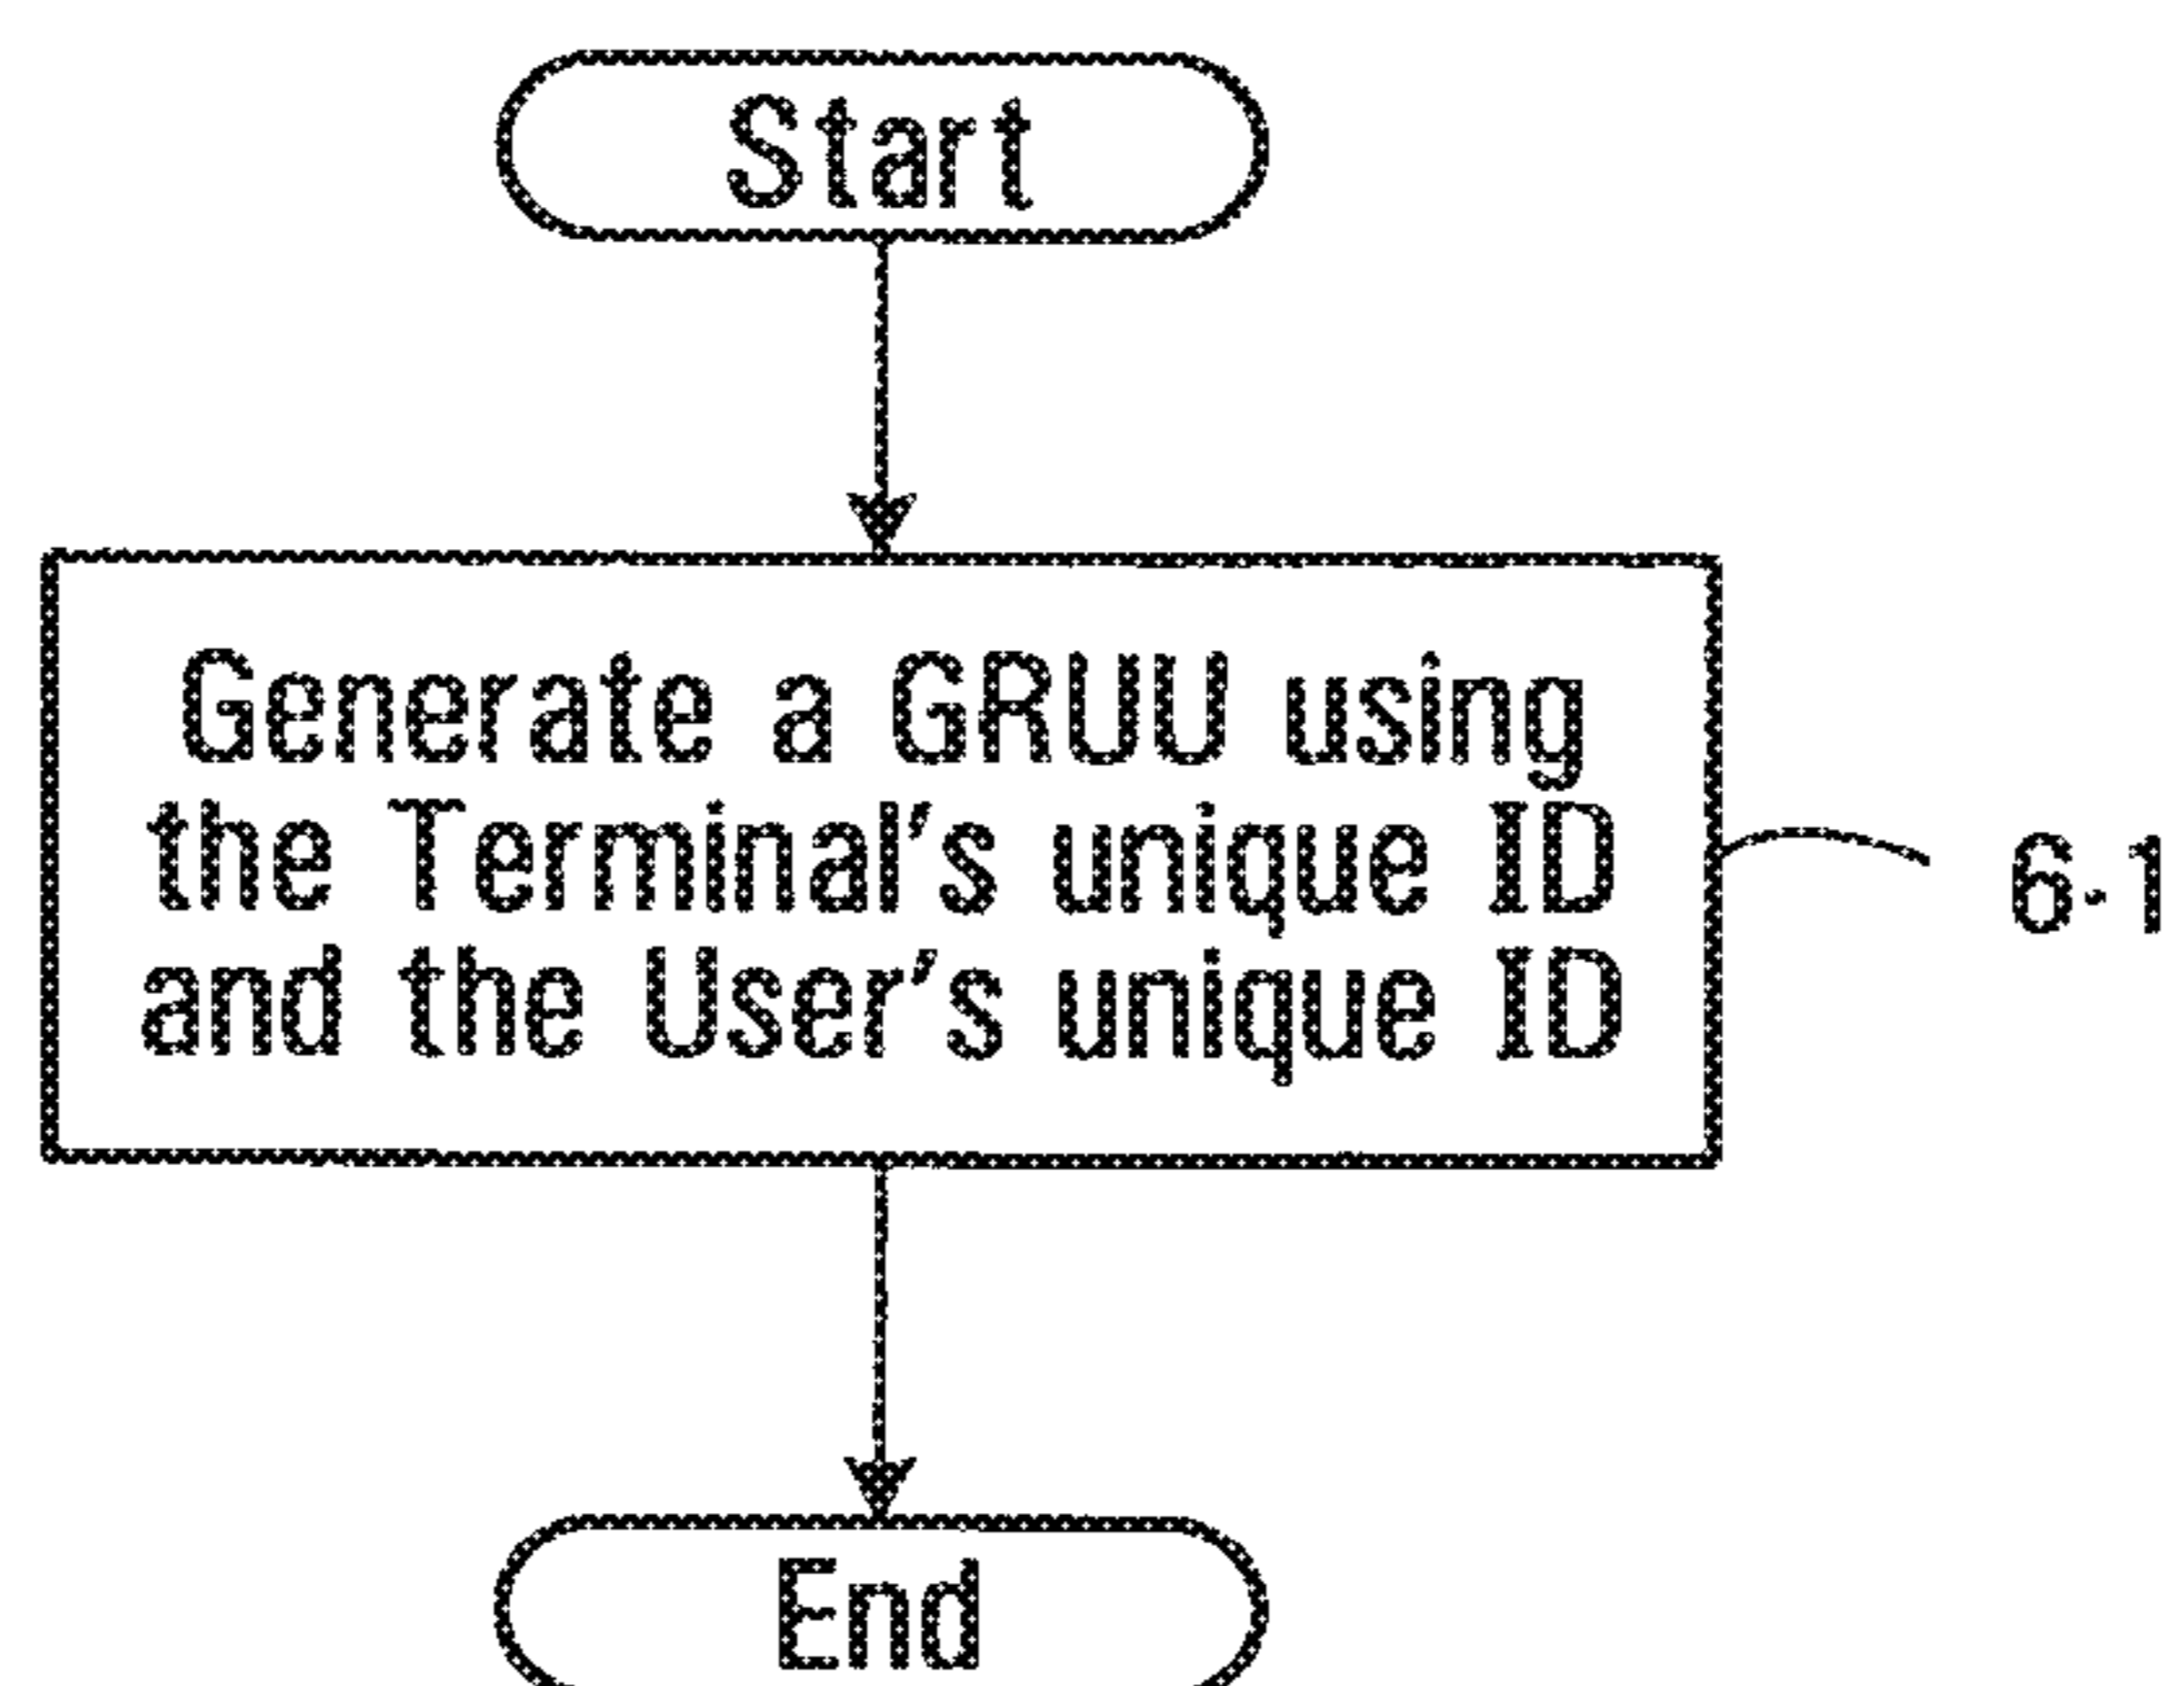 Start
Generate a GRUU using
the Terminal's unique ID
and the User's unique ID
6-1
End